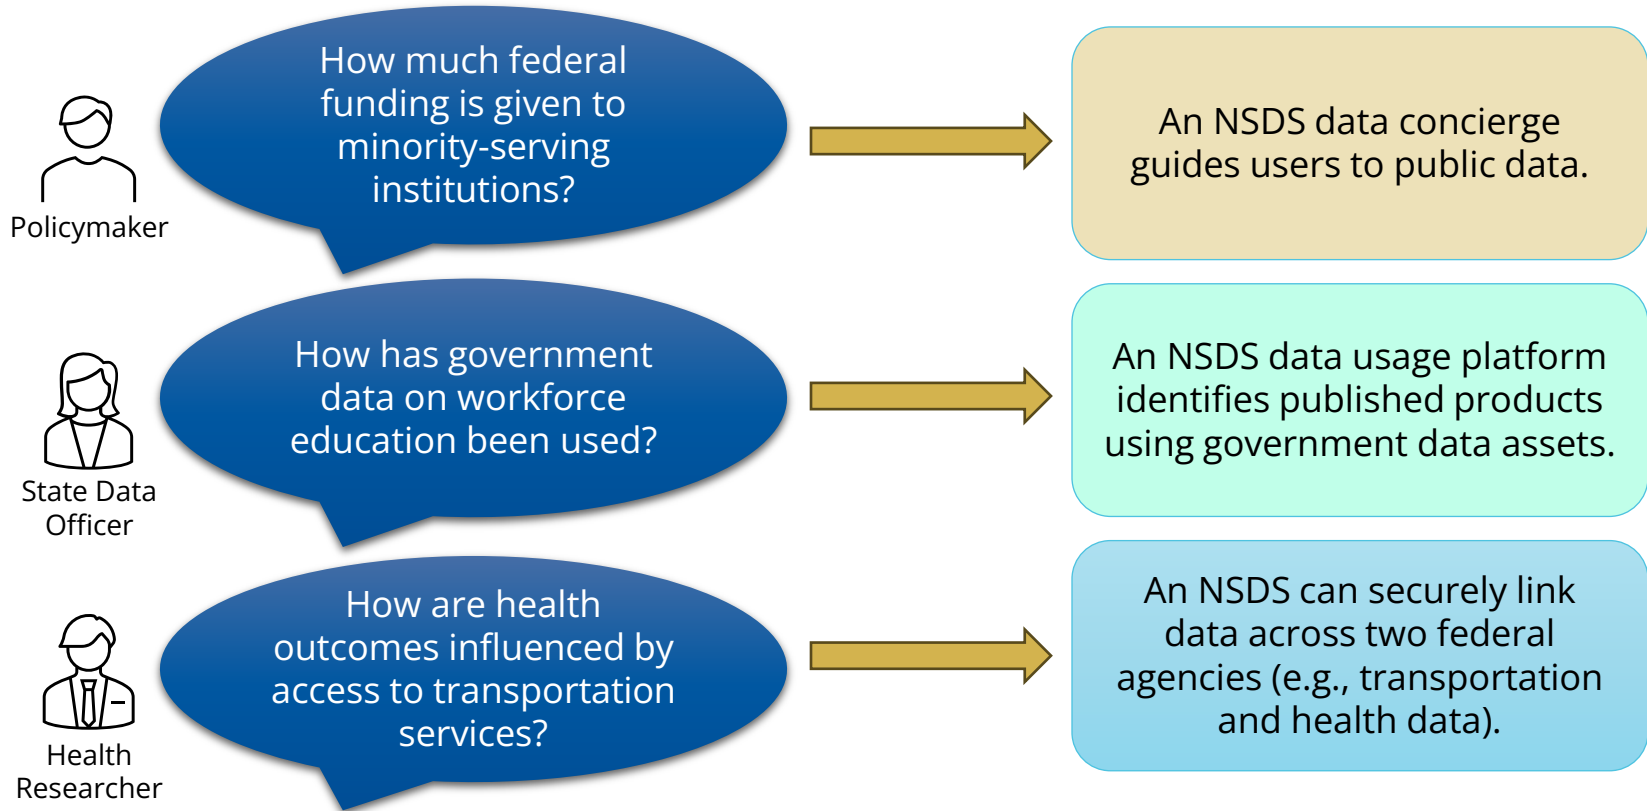 Policymaker
How much federal
funding is given to
minority-serving
institutions?
An NSDS data concierge
guides users to public data.
State Data
Officer
How has government
data on workforce
education been used?
An NSDS data usage platform
identifies published products
using government data assets.
Health
Researcher
How are health
outcomes influenced by
access to transportation
services?
An NSDS can securely link
data across two federal
agencies (e.g., transportation
and health data).